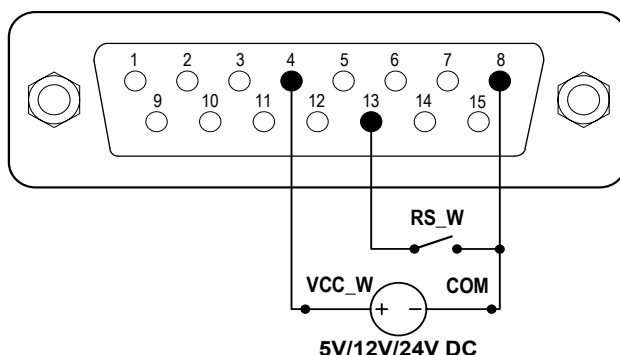 1 2 3 4 5 6 7 8
9 10 11 12 13 14 15
RS_W
VCC_W COM
+ −
5V/12V/24V DC